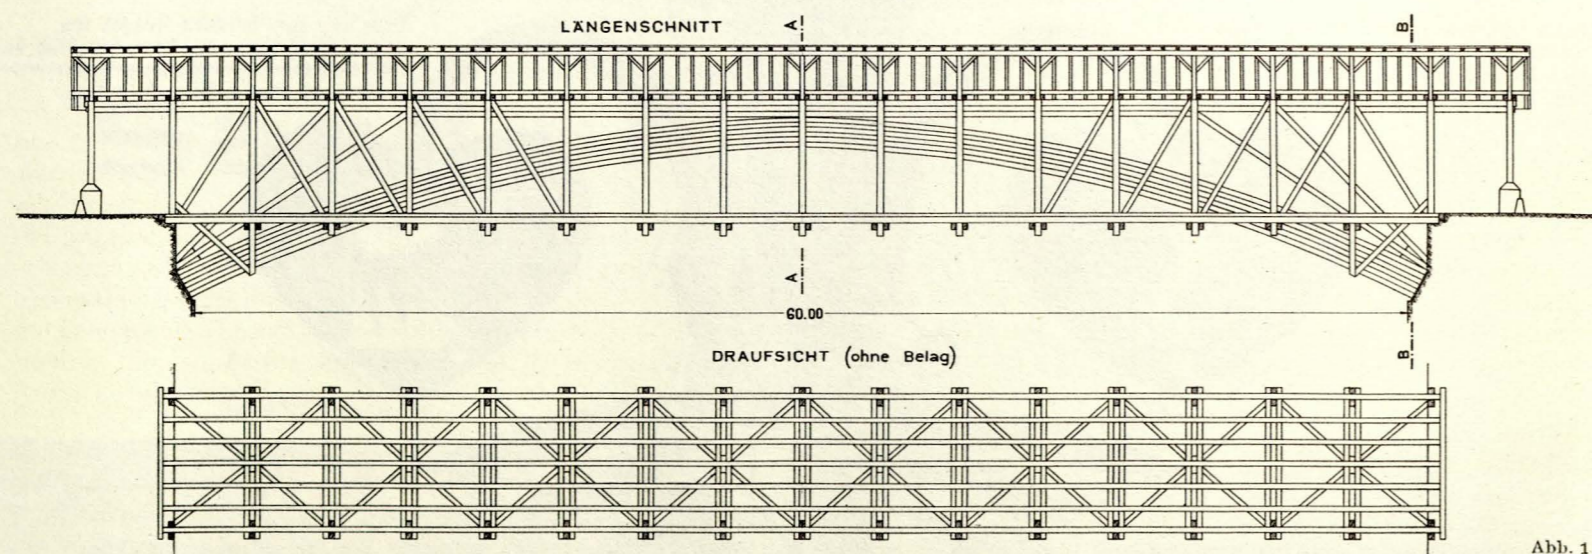 LÄNGENSCHNITT
A
B
A
60.00
DRAUFSICHT (ohne Belag)
B
Abb. 1